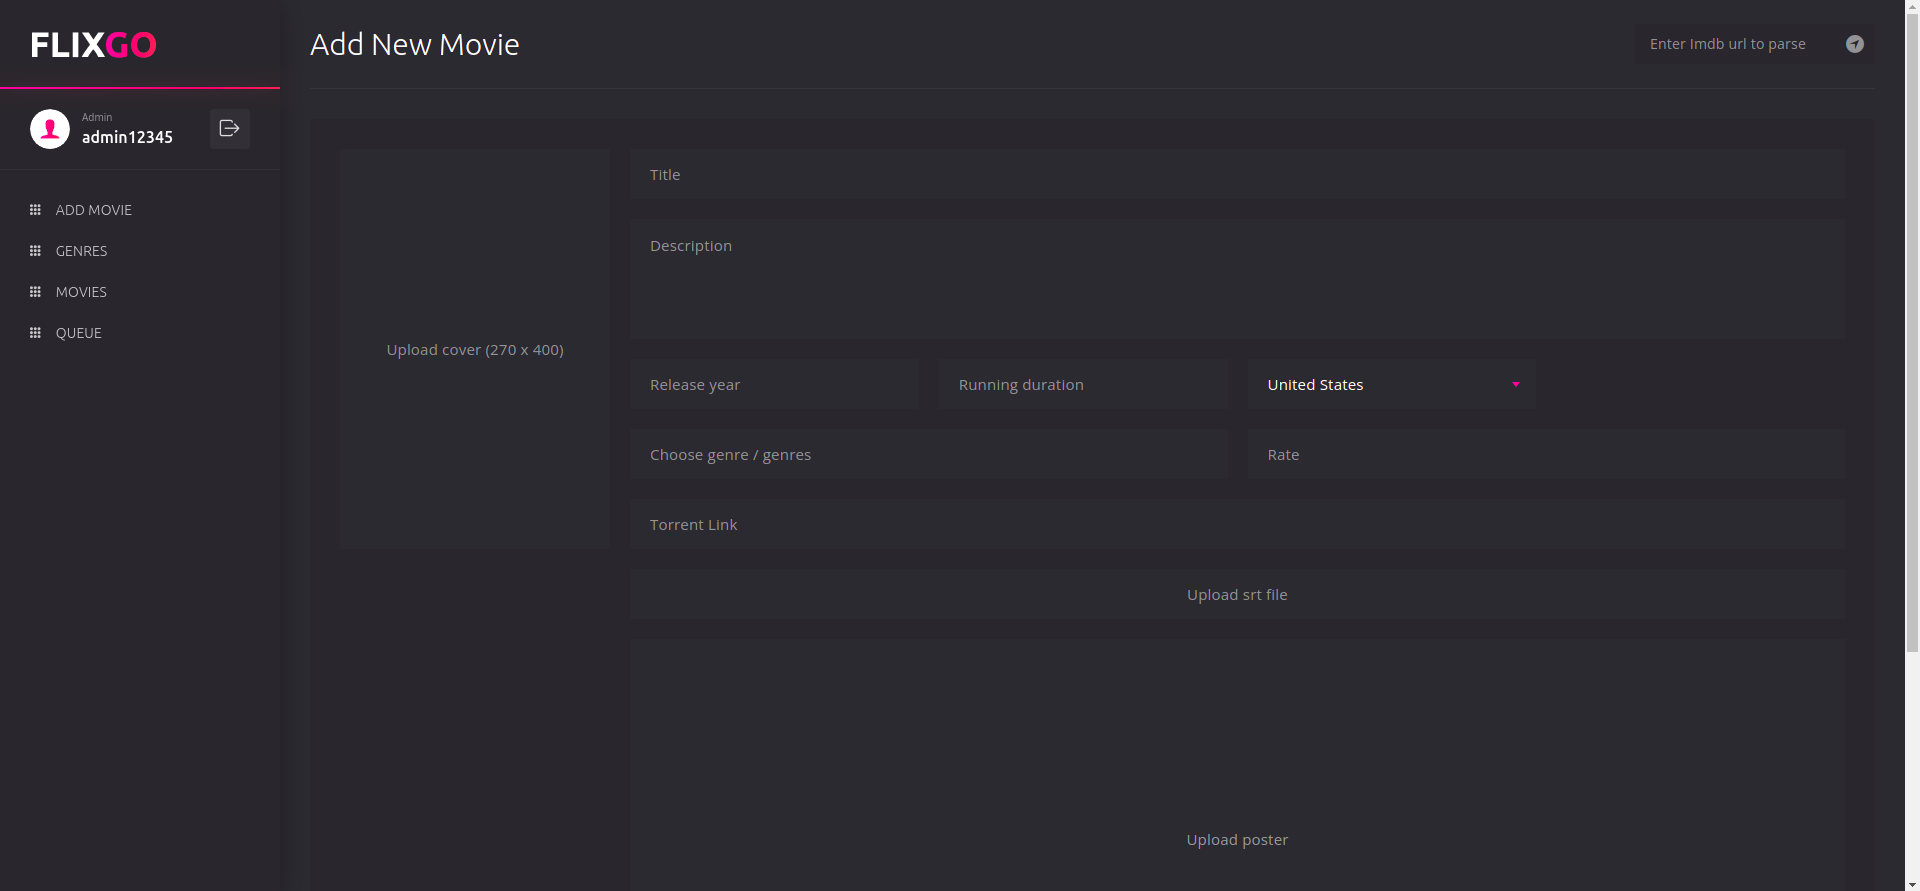 FLIXGO
Admin
admin12345
ADD MOVIE
GENRES
MOVIES
QUEUE
Add New Movie
Enter Imdb url to parse
Upload cover (270 x 400)
Title
Description
Release year
Running duration
United States
Choose genre / genres
Rate
Torrent Link
Upload srt file
Upload poster